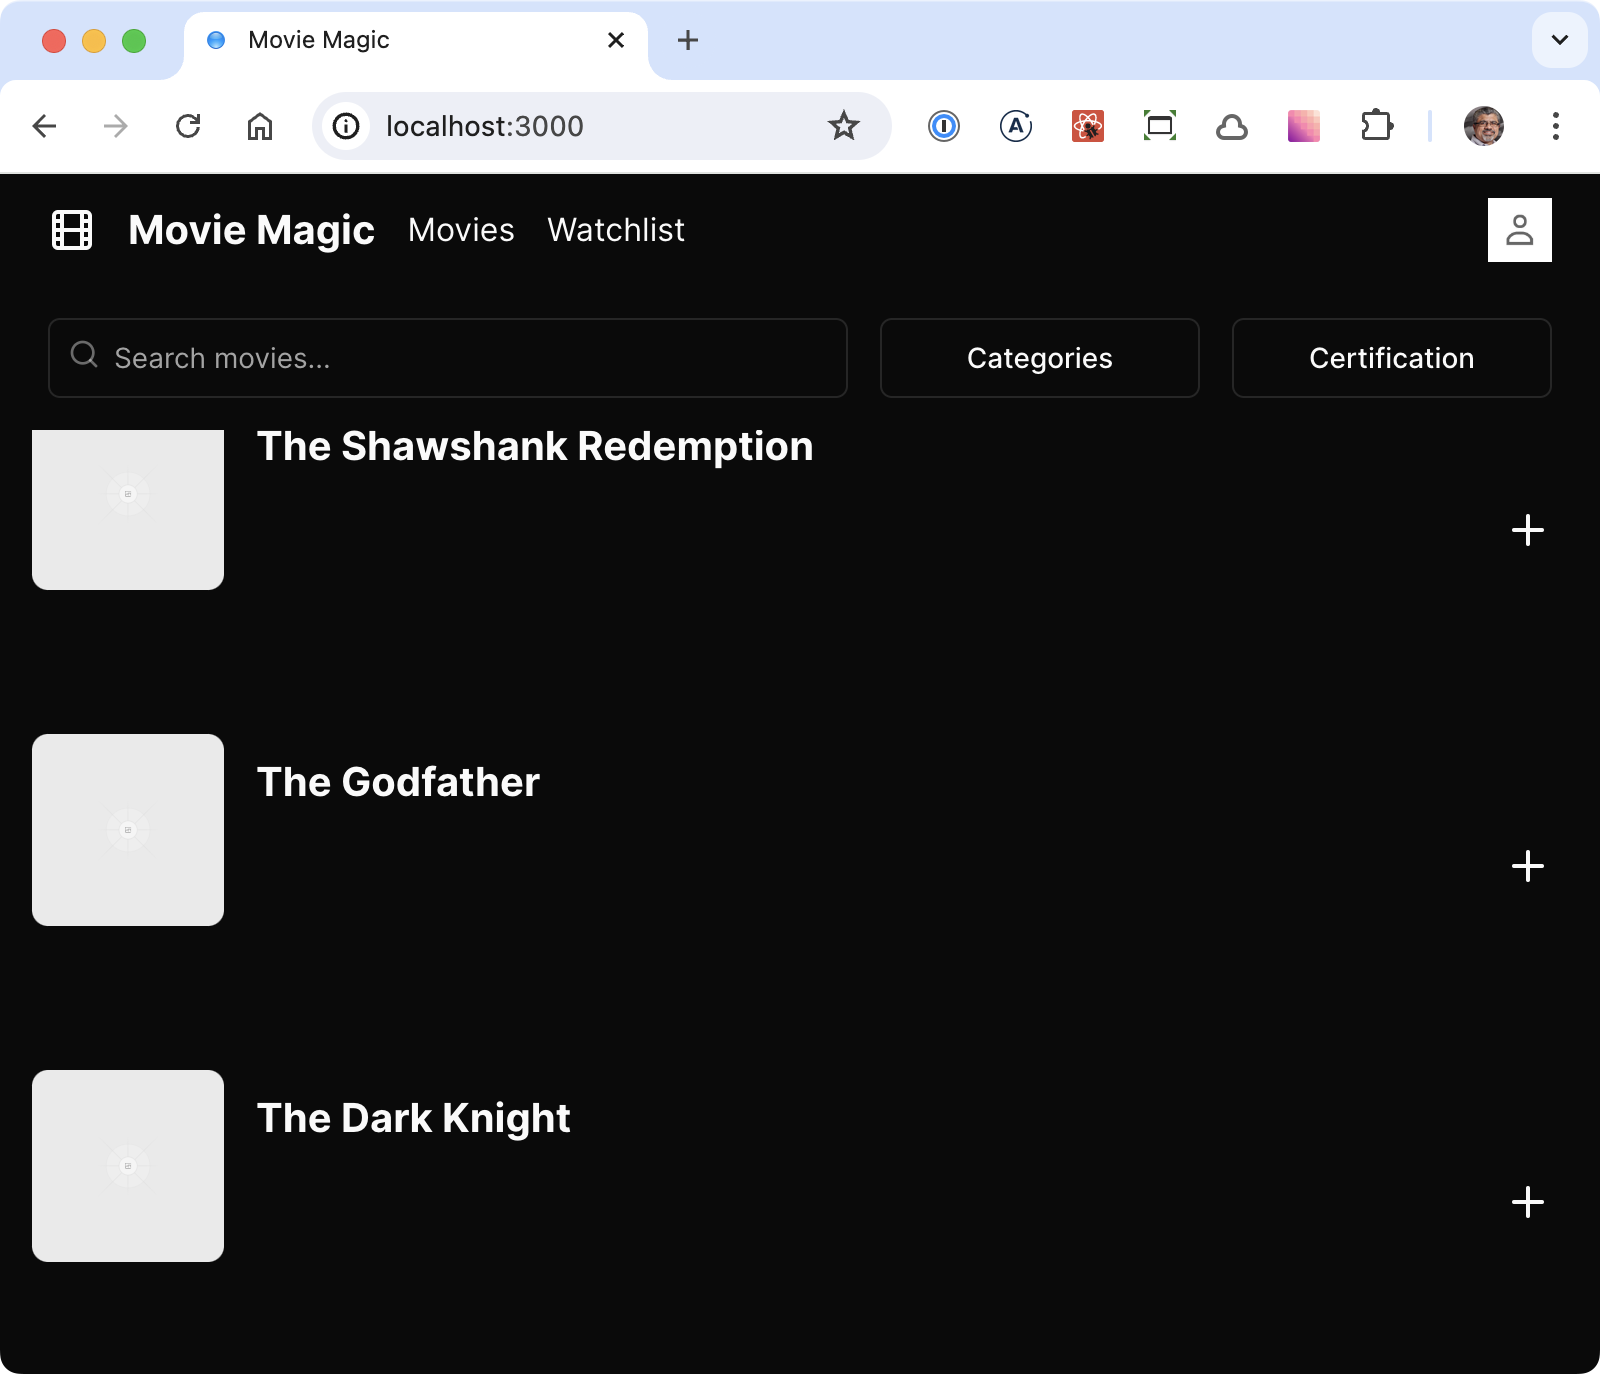 Movie Magic
localhost:3000
Movie Magic Movies Watchlist
Search movies...
Categories
Certification
The Shawshank Redemption
The Godfather
The Dark Knight